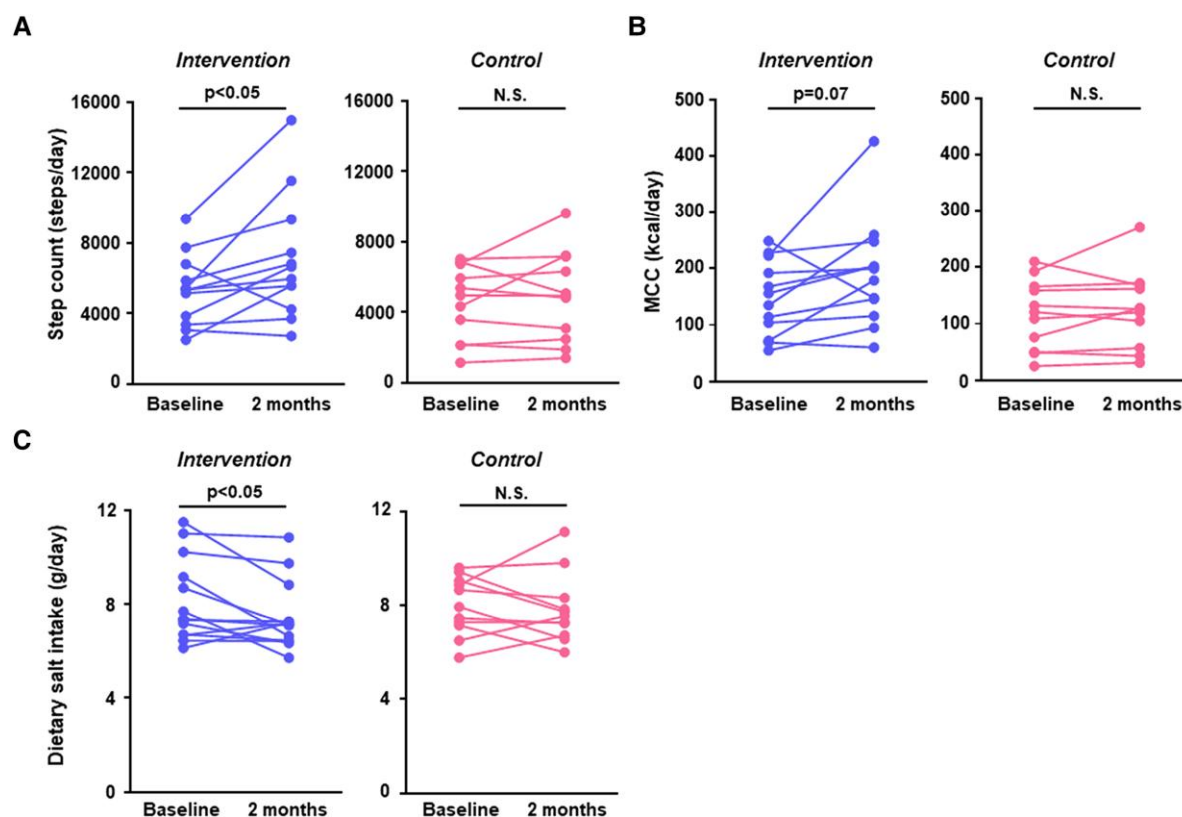 A
Intervention
p<0.05
Step count (steps/day)
16000
12000
8000
4000
0
Baseline 2 months
Control
N.S.
16000
12000
8000
4000
0
Baseline 2 months
B
Intervention
p=0.07
MCC (kcal/day)
500
400
300
200
100
0
Baseline 2 months
Control
N.S.
500
400
300
200
100
0
Baseline 2 months
C
Intervention
p<0.05
Dietary salt intake (g/day)
12
8
4
0
Baseline 2 months
Control
N.S.
12
8
4
0
Baseline 2 months